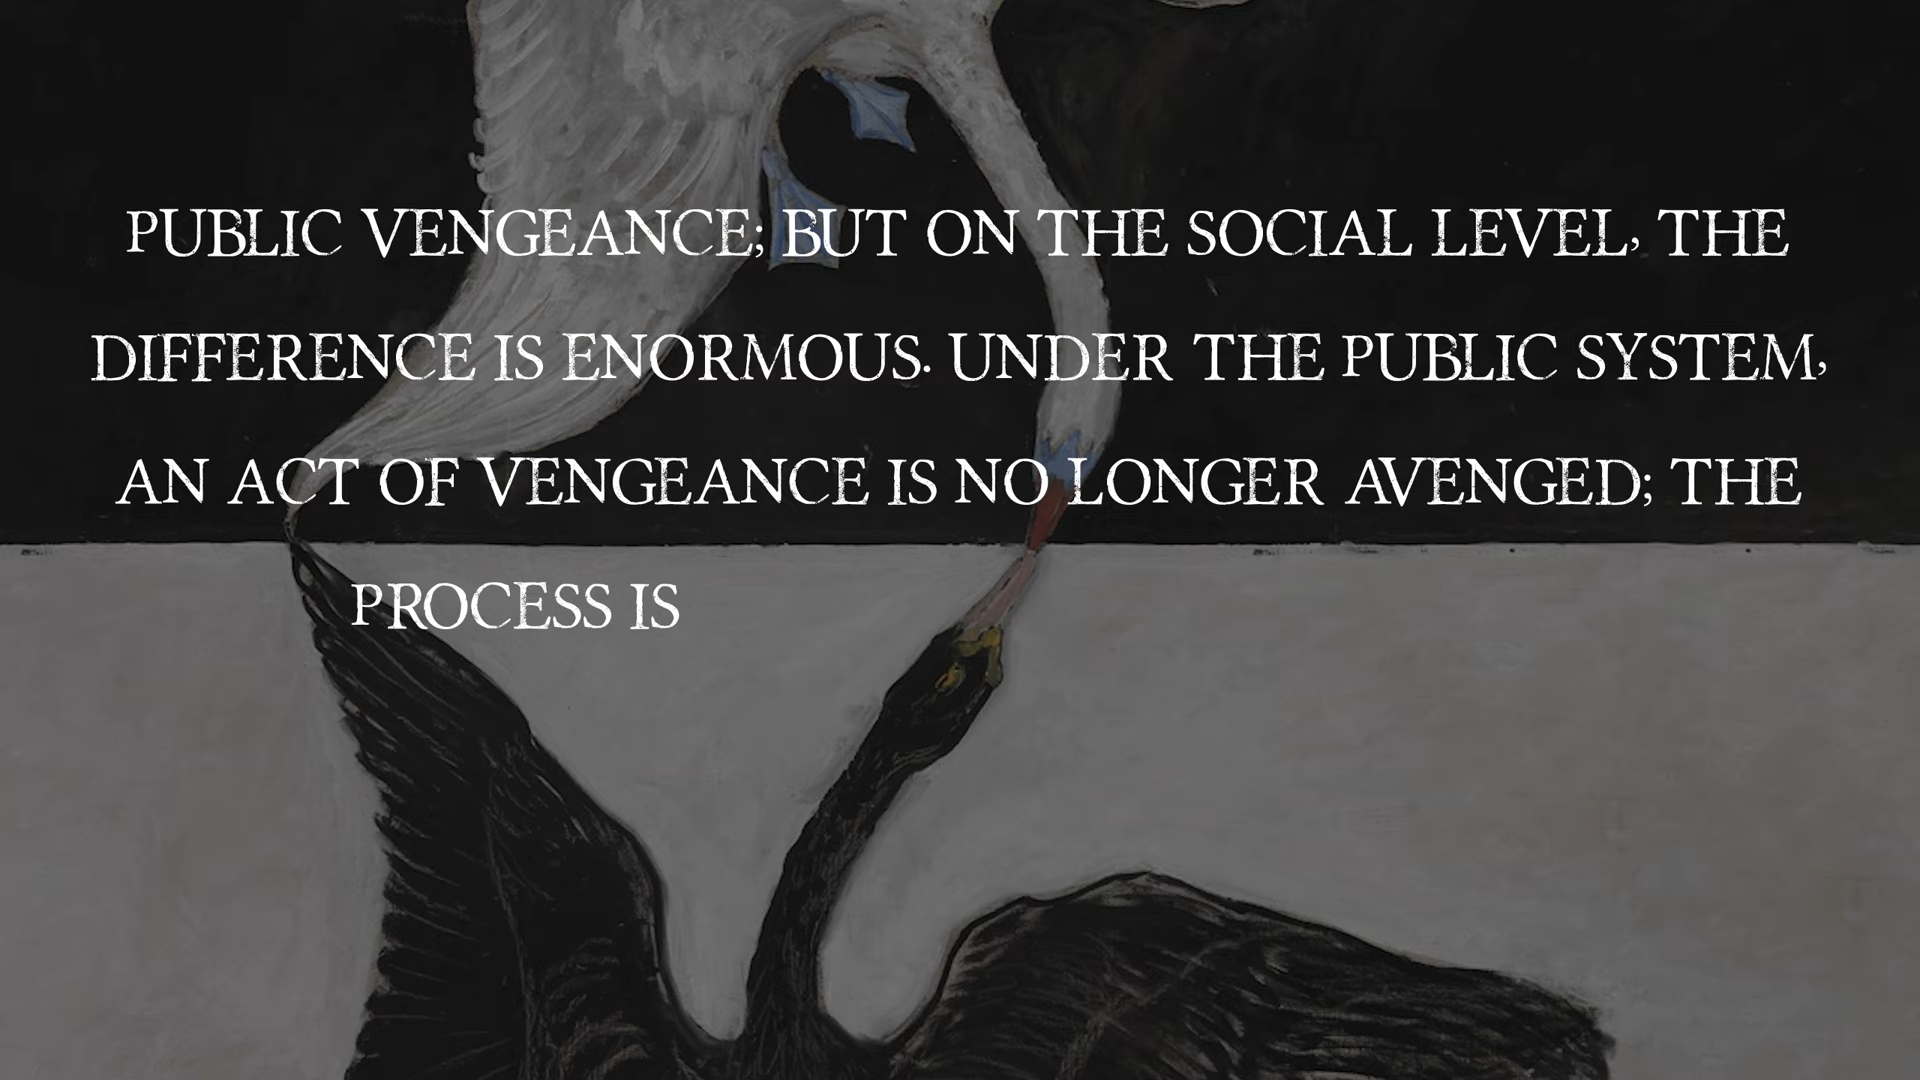 PUBLIC VENGEANCE; BUT ON THE SOCIAL LEVEL, THE
DIFFERENCE IS ENORMOUS. UNDER THE PUBLIC SYSTEM,
AN ACT OF VENGEANCE IS NO LONGER AVENGED; THE
PROCESS IS